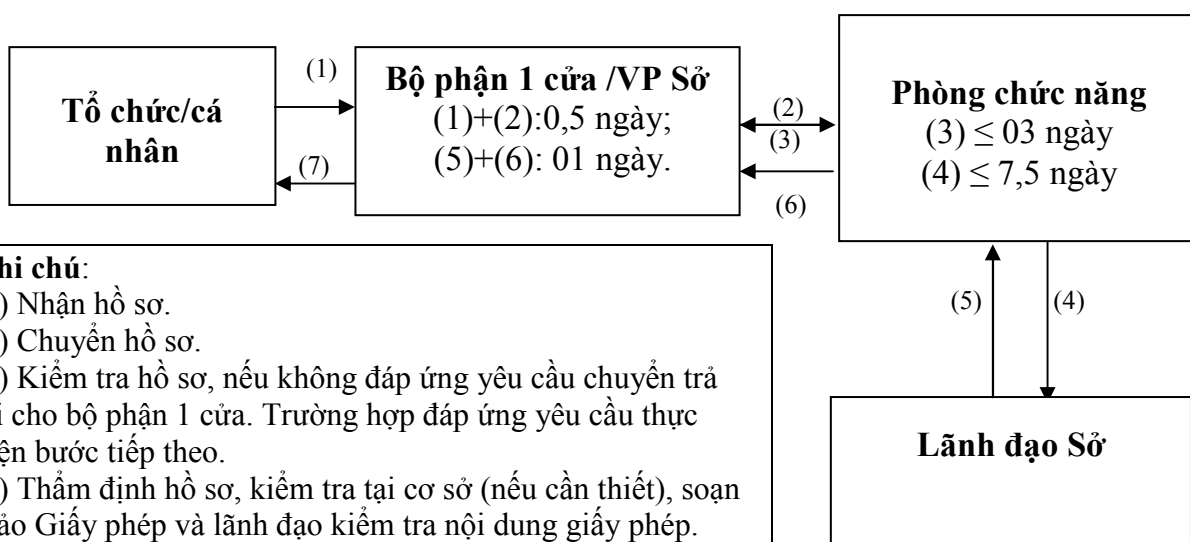 Tổ chức/cá
nhân
(1)
(7)
Bộ phận 1 cửa /VP Sở
(1)+(2):0,5 ngày;
(5)+(6): 01 ngày.
(2)
(3)
(6)
Phòng chức năng
(3) ≤ 03 ngày
(4) ≤ 7,5 ngày
(5)
(4)
Lãnh đạo Sở
hi chú:
) Nhận hồ sơ.
) Chuyển hồ sơ.
) Kiểm tra hồ sơ, nếu không đáp ứng yêu cầu chuyển trả
i cho bộ phận 1 cửa. Trường hợp đáp ứng yêu cầu thực
ện bước tiếp theo.
) Thẩm định hồ sơ, kiểm tra tại cơ sở (nếu cần thiết), soạn
ảo Giấy phép và lãnh đạo kiểm tra nội dung giấy phép.